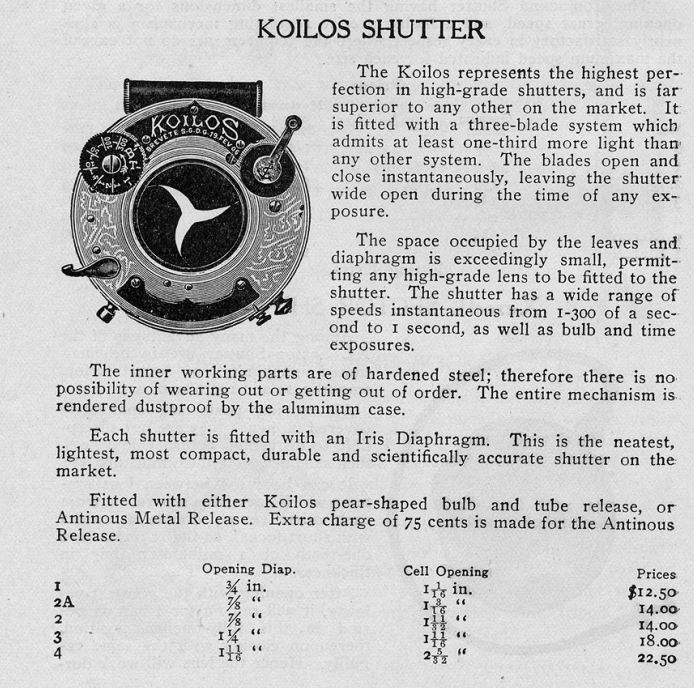 KOILOS SHUTTER
KOILOS
BREVETÉ S.G.D.G.
The Koilos represents the highest per-
fection in high-grade shutters, and is far
superior to any other on the market. It
is fitted with a three-blade system which
admits at least one-third more light than
any other system. The blades open and
close instantaneously, leaving the shutter
wide open during the time of any ex-
posure.
The space occupied by the leaves and
diaphragm is exceedingly small, permit-
ting any high-grade lens to be fitted to the
shutter. The shutter has a wide range of
speeds instantaneous from 1-300 of a sec-
ond to 1 second, as well as bulb and time
exposures.
The inner working parts are of hardened steel; therefore there is no
possibility of wearing out or getting out of order. The entire mechanism is
rendered dustproof by the aluminum case.
Each shutter is fitted with an Iris Diaphragm. This is the neatest,
lightest, most compact, durable and scientifically accurate shutter on the
market.
Fitted with either Koilos pear-shaped bulb and tube release, or
Antinous Metal Release. Extra charge of 75 cents is made for the Antinous
Release.
Opening Diap. Cell Opening Prices
1 ¾ in. 1 1/16 in. $12.50
2A ⅞ “ 1 3/16 “ 14.00
2 ⅞ “ 1 11/32 “ 14.00
3 1¼ “ 1 11/16 “ 18.00
4 1 11/16 “ 2 5/32 “ 22.50